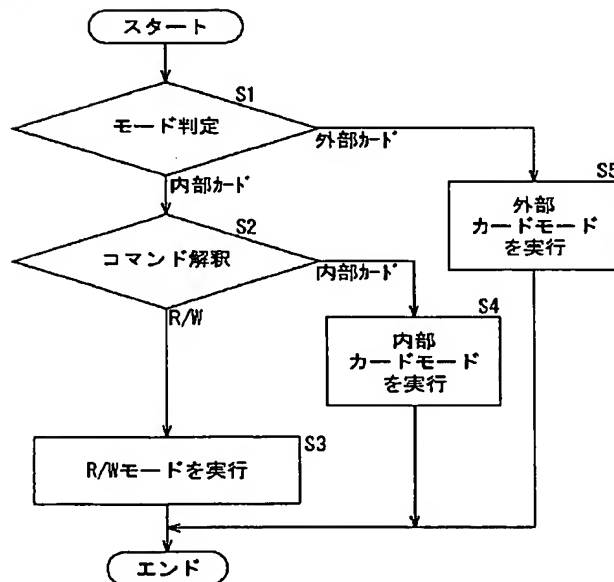 スタート
S1
モード判定
外部ｶｰﾄﾞ
内部ｶｰﾄﾞ
S5
外部
カードモード
を実行
S2
コマンド解釈
内部ｶｰﾄﾞ
R/W
S4
内部
カードモード
を実行
S3
R/Wモードを実行
エンド